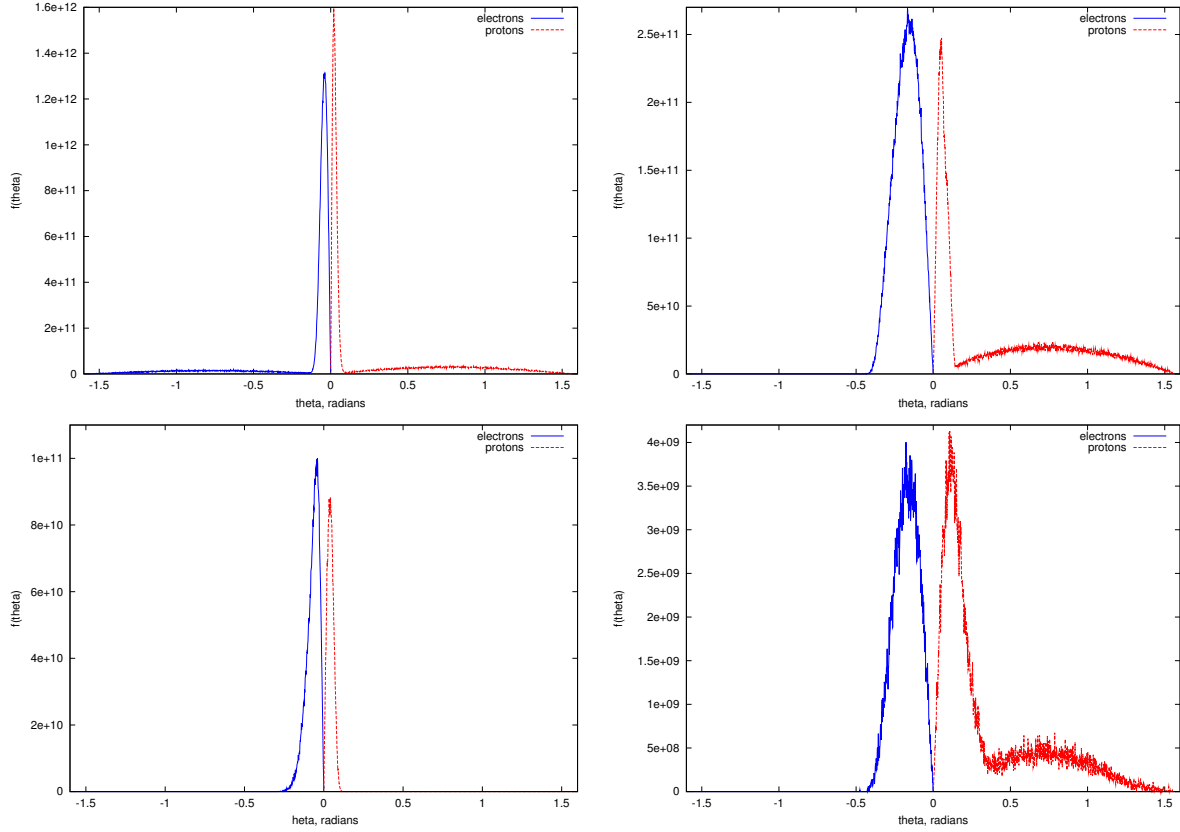 1.6e+12
1.4e+12
1.2e+12
1e+12
8e+11
6e+11
4e+11
2e+11
0
-1.5 -1 -0.5 0 0.5 1 1.5
f(theta)
theta, radians
electrons
protons
2.5e+11
2e+11
1.5e+11
1e+11
5e+10
0
-1.5 -1 -0.5 0 0.5 1 1.5
f(theta)
theta, radians
electrons
protons
1e+11
8e+10
6e+10
4e+10
2e+10
0
-1.5 -1 -0.5 0 0.5 1 1.5
f(theta)
heta, radians
electrons
protons
4e+09
3.5e+09
3e+09
2.5e+09
2e+09
1.5e+09
1e+09
5e+08
0
-1.5 -1 -0.5 0 0.5 1 1.5
f(theta)
theta, radians
electrons
protons